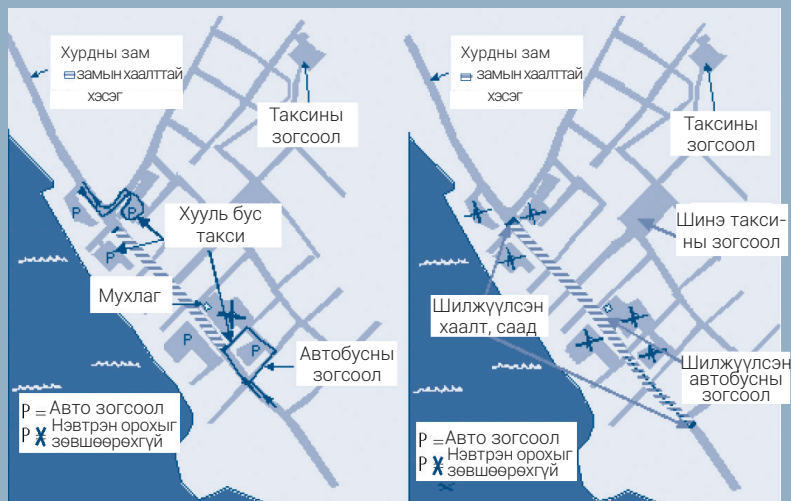 Хурдны зам
замын хаалттай
хэсэг
Таксины
зогсоол
P
P
P
Хууль бус
такси
Мухлаг
P
P
Автобусны
зогсоол
P = Авто зогсоол
P Нэвтрэн орохыг
зөвшөөрөхгүй
Хурдны зам
замын хаалттай
хэсэг
Таксины
зогсоол
Шинэ такси-
ны зогсоол
Шилжүүлсэн
хаалт, саад
Шилжүүлсэн
автобусны
зогсоол
P = Авто зогсоол
P Нэвтрэн орохыг
зөвшөөрөхгүй